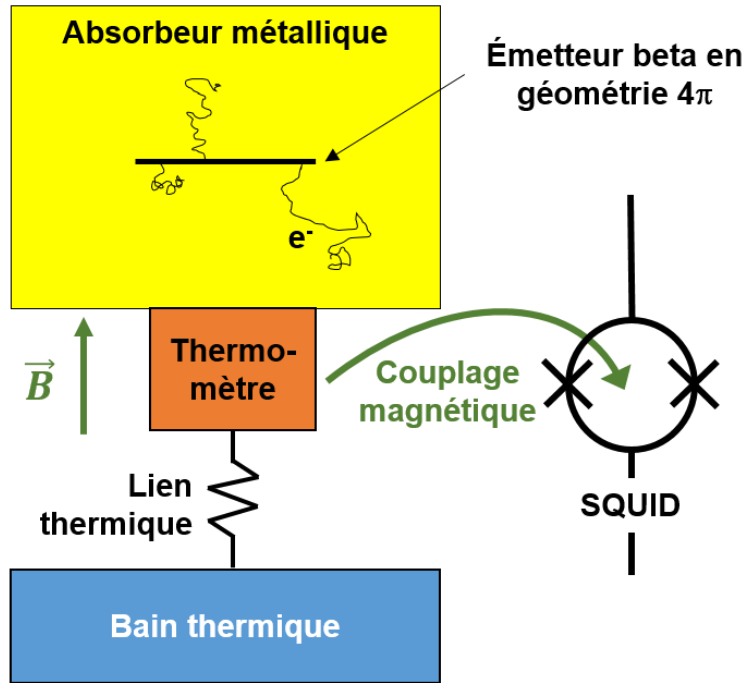 Absorbeur métallique
Émetteur beta en
géométrie 4π
e⁻
B⃗
Thermo-
mètre
Couplage
magnétique
Lien
thermique
SQUID
Bain thermique